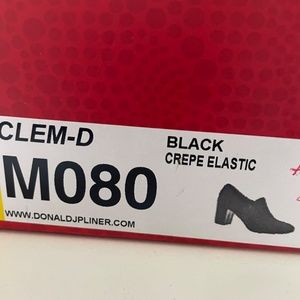 CLEM-D
BLACK
CREPE ELASTIC
M080
WWW.DONALDJPLINER.COM